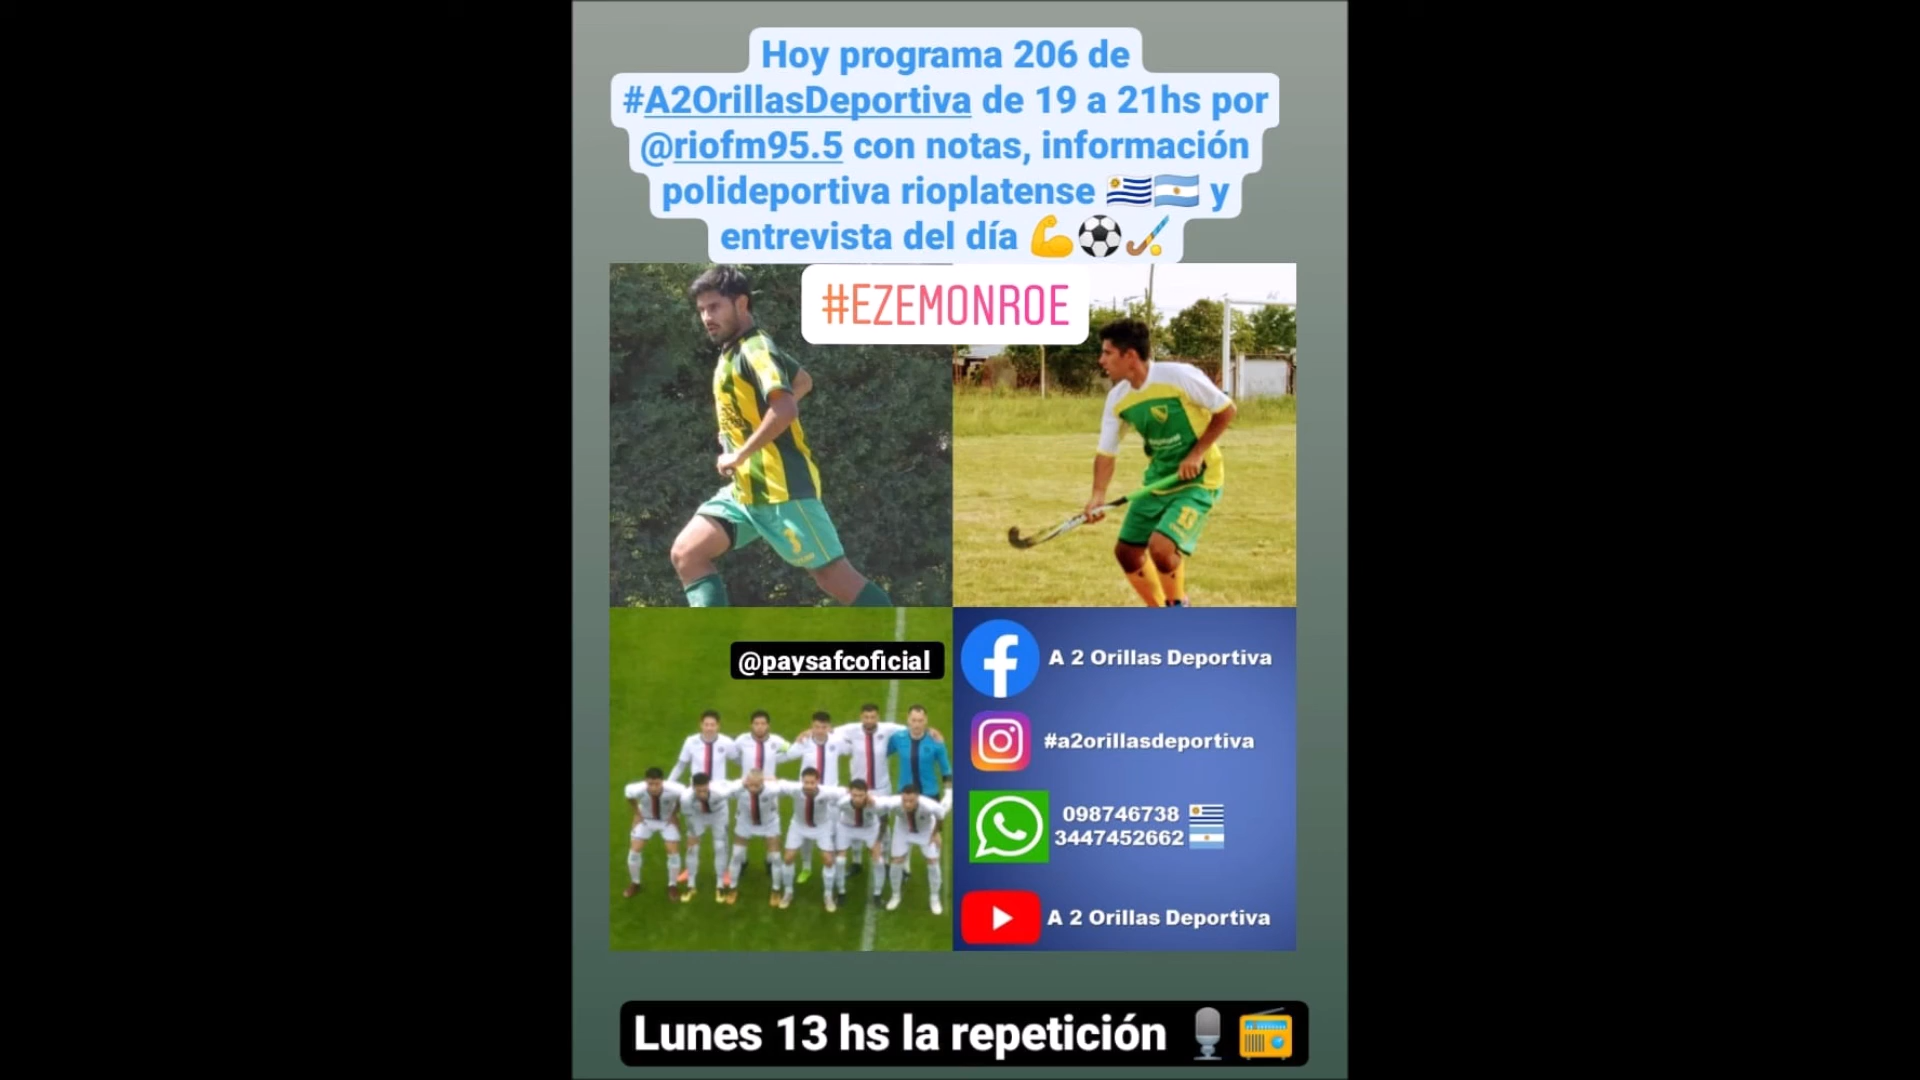 Hoy programa 206 de
#A2OrillasDeportiva de 19 a 21hs por
@riofm95.5 con notas, información
polideportiva rioplatense 🇺🇾🇦🇷 y
entrevista del día 💪⚽🏑
#EZEMONROE
@paysafcoficial
A 2 Orillas Deportiva
#a2orillasdeportiva
098746738 🇺🇾
3447452662 🇦🇷
A 2 Orillas Deportiva
Lunes 13 hs la repetición 🎙️📻